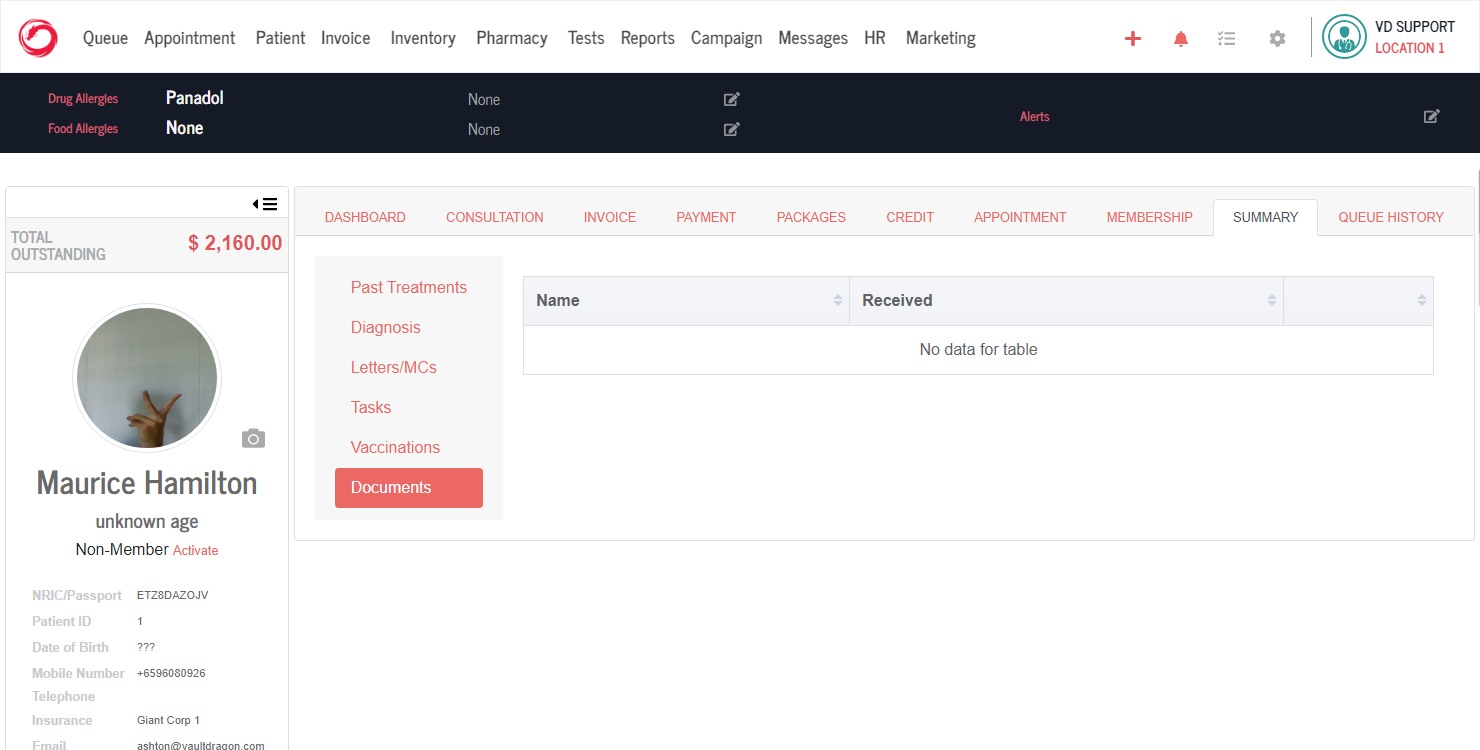 Queue Appointment Patient Invoice Inventory Pharmacy Tests Reports Campaign Messages HR Marketing
VD SUPPORT
LOCATION 1
Drug Allergies Panadol None
Food Allergies None None
Alerts
TOTAL
OUTSTANDING
$ 2,160.00
Maurice Hamilton
unknown age
Non-Member Activate
NRIC/Passport ETZ8DAZOJV
Patient ID 1
Date of Birth ???
Mobile Number +6596080926
Telephone
Insurance Giant Corp 1
Email ashton@vaultdragon.com
DASHBOARD CONSULTATION INVOICE PAYMENT PACKAGES CREDIT APPOINTMENT MEMBERSHIP SUMMARY QUEUE HISTORY
Past Treatments
Diagnosis
Letters/MCs
Tasks
Vaccinations
Documents
Name Received
No data for table